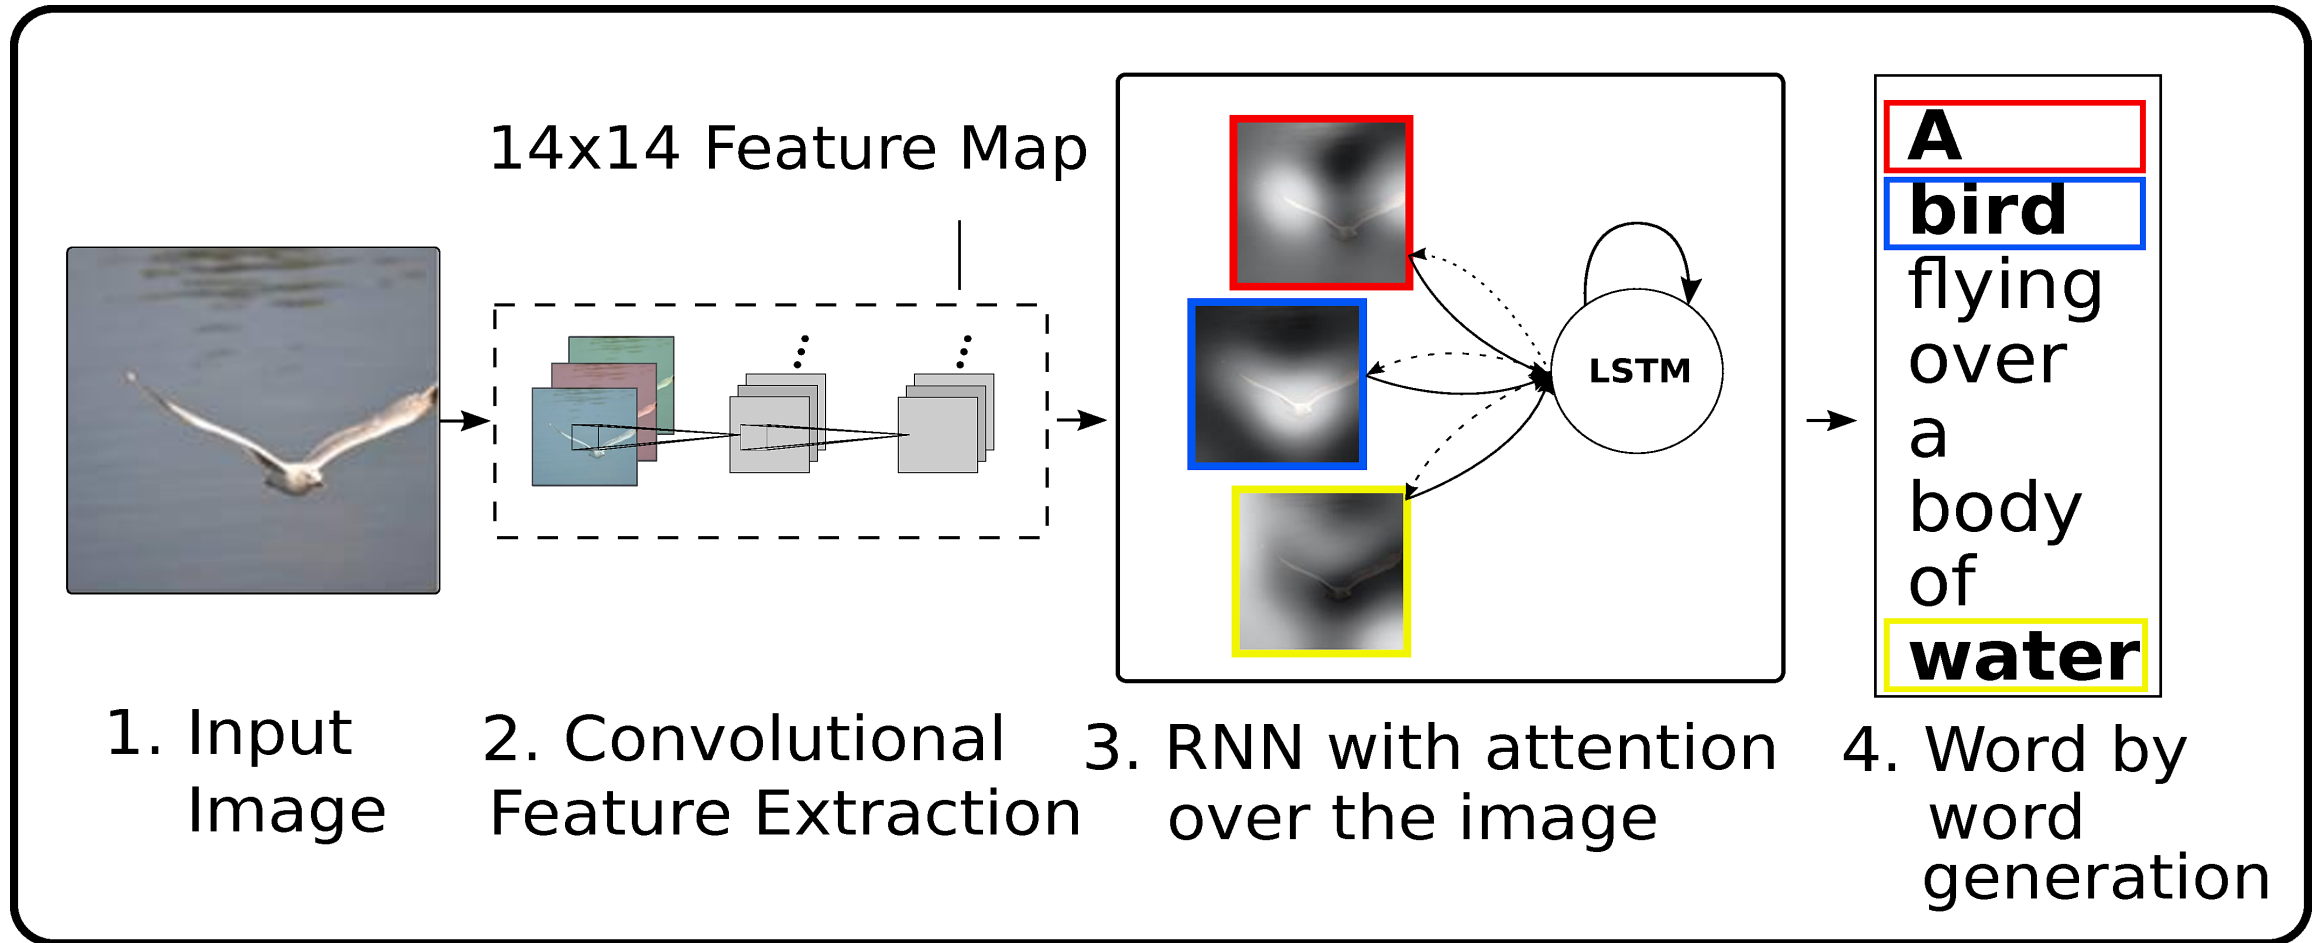 14x14 Feature Map
LSTM
A
bird
flying
over
a
body
of
water
1. Input
Image
2. Convolutional
Feature Extraction
3. RNN with attention
over the image
4. Word by
word
generation